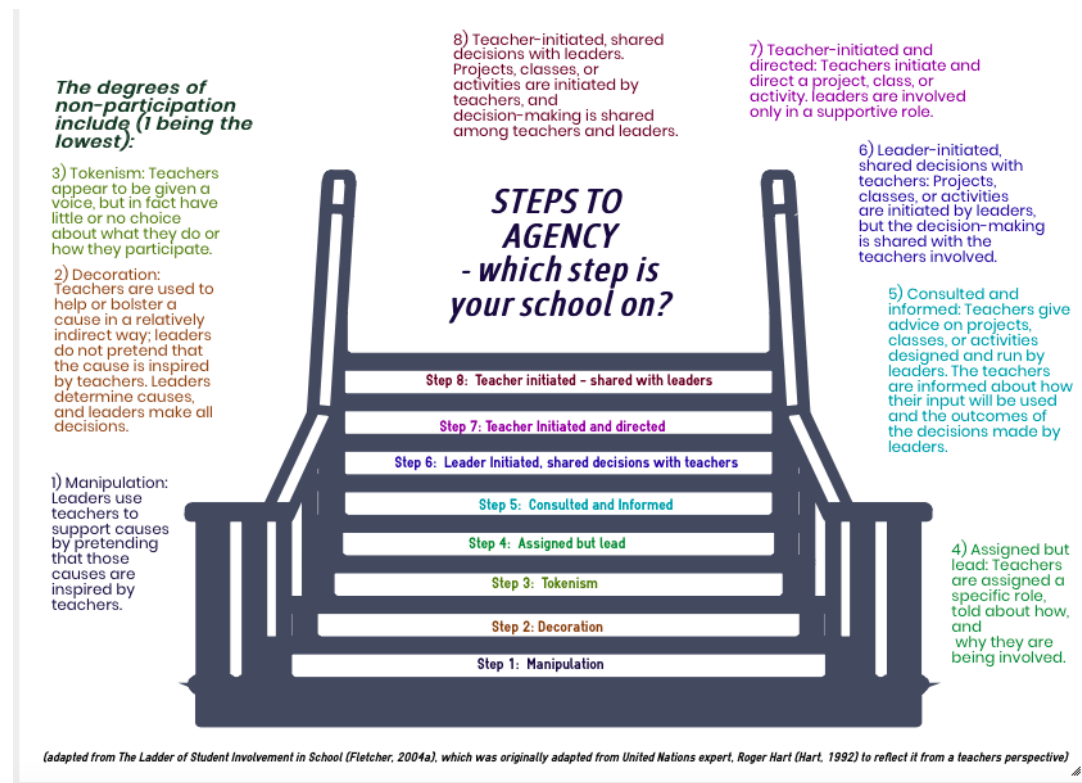 The degrees of
non-participation
include (1 being the
lowest):
3) Tokenism: Teachers
appear to be given a
voice, but in fact have
little or no choice
about what they do or
how they participate.
2) Decoration:
Teachers are used to
help or bolster a
cause in a relatively
indirect way; leaders
do not pretend that
the cause is inspired
by teachers. Leaders
determine causes,
and leaders make all
decisions.
1) Manipulation:
Leaders use
teachers to
support causes
by pretending
that those
causes are
inspired by
teachers.
8) Teacher-initiated, shared
decisions with leaders.
Projects, classes, or
activities are initiated by
teachers, and
decision-making is shared
among teachers and leaders.
7) Teacher-initiated and
directed: Teachers initiate and
direct a project, class, or
activity. leaders are involved
only in a supportive role.
6) Leader-initiated,
shared decisions with
teachers: Projects,
classes, or activities
are initiated by leaders,
but the decision-making
is shared with the
teachers involved.
5) Consulted and
informed: Teachers give
advice on projects,
classes, or activities
designed and run by
leaders. The teachers
are informed about how
their input will be used
and the outcomes of
the decisions made by
leaders.
4) Assigned but
lead: Teachers
are assigned a
specific role,
told about how,
and
why they are
being involved.
STEPS TO
AGENCY
- which step is
your school on?
Step 8: Teacher initiated - shared with leaders
Step 7: Teacher Initiated and directed
Step 6: Leader Initiated, shared decisions with teachers
Step 5: Consulted and Informed
Step 4: Assigned but lead
Step 3: Tokenism
Step 2: Decoration
Step 1: Manipulation
(adapted from The Ladder of Student Involvement in School (Fletcher, 2004a), which was originally adapted from United Nations expert, Roger Hart (Hart, 1992) to reflect it from a teachers perspective)